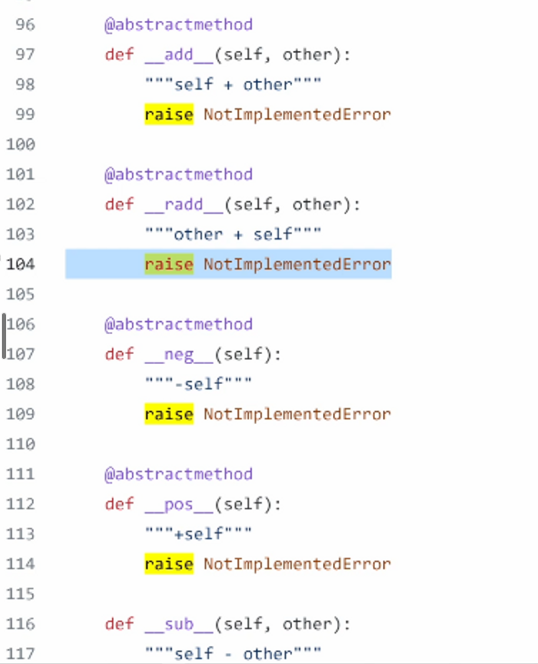 96 @abstractmethod
97 def __add__(self, other):
98 """self + other"""
99 raise NotImplementedError
100
101 @abstractmethod
102 def __radd__(self, other):
103 """other + self"""
104 raise NotImplementedError
105
106 @abstractmethod
107 def __neg__(self):
108 """-self"""
109 raise NotImplementedError
110
111 @abstractmethod
112 def __pos__(self):
113 """+self"""
114 raise NotImplementedError
115
116 def __sub__(self, other):
117 """self - other"""